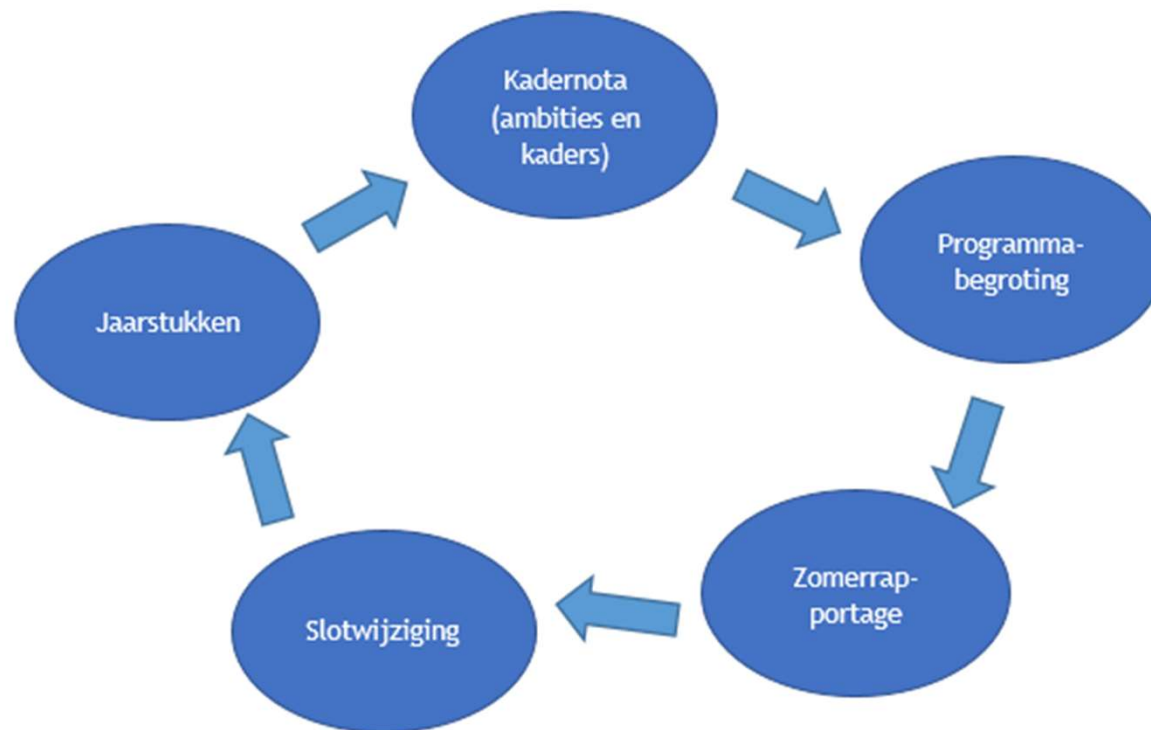 Kadernota
(ambities en
kaders)
Programma-
begroting
Zomerrap-
portage
Slotwijziging
Jaarstukken